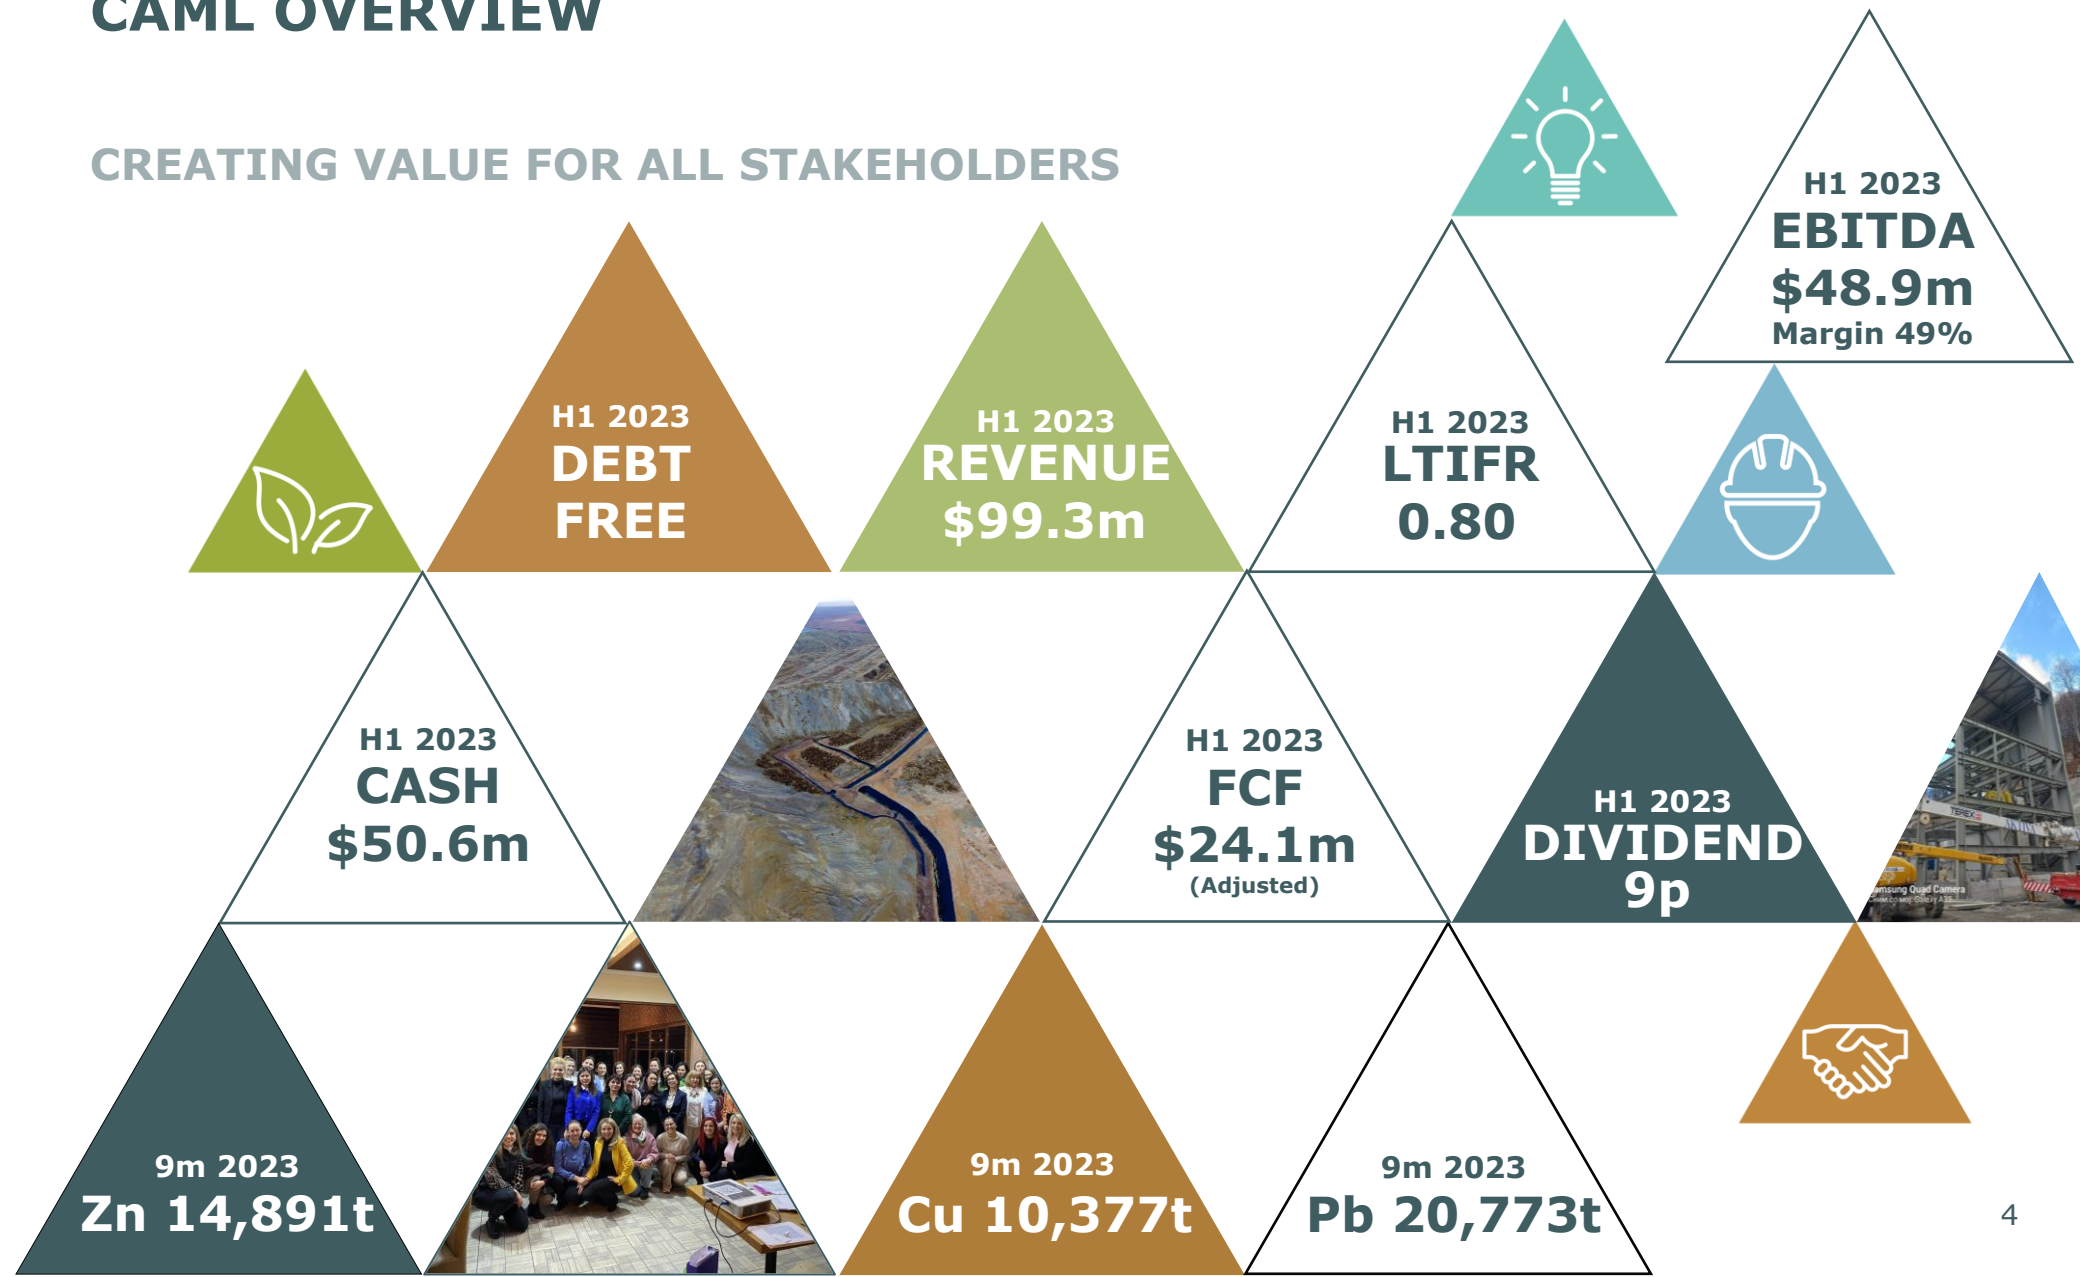 CAML OVERVIEW
CREATING VALUE FOR ALL STAKEHOLDERS
H1 2023
EBITDA
$48.9m
Margin 49%
H1 2023
DEBT
FREE
H1 2023
REVENUE
$99.3m
H1 2023
LTIFR
0.80
H1 2023
CASH
$50.6m
H1 2023
FCF
$24.1m
(Adjusted)
H1 2023
DIVIDEND
9p
TEREX
Quad Camera
9m 2023
Zn 14,891t
9m 2023
Cu 10,377t
9m 2023
Pb 20,773t
4